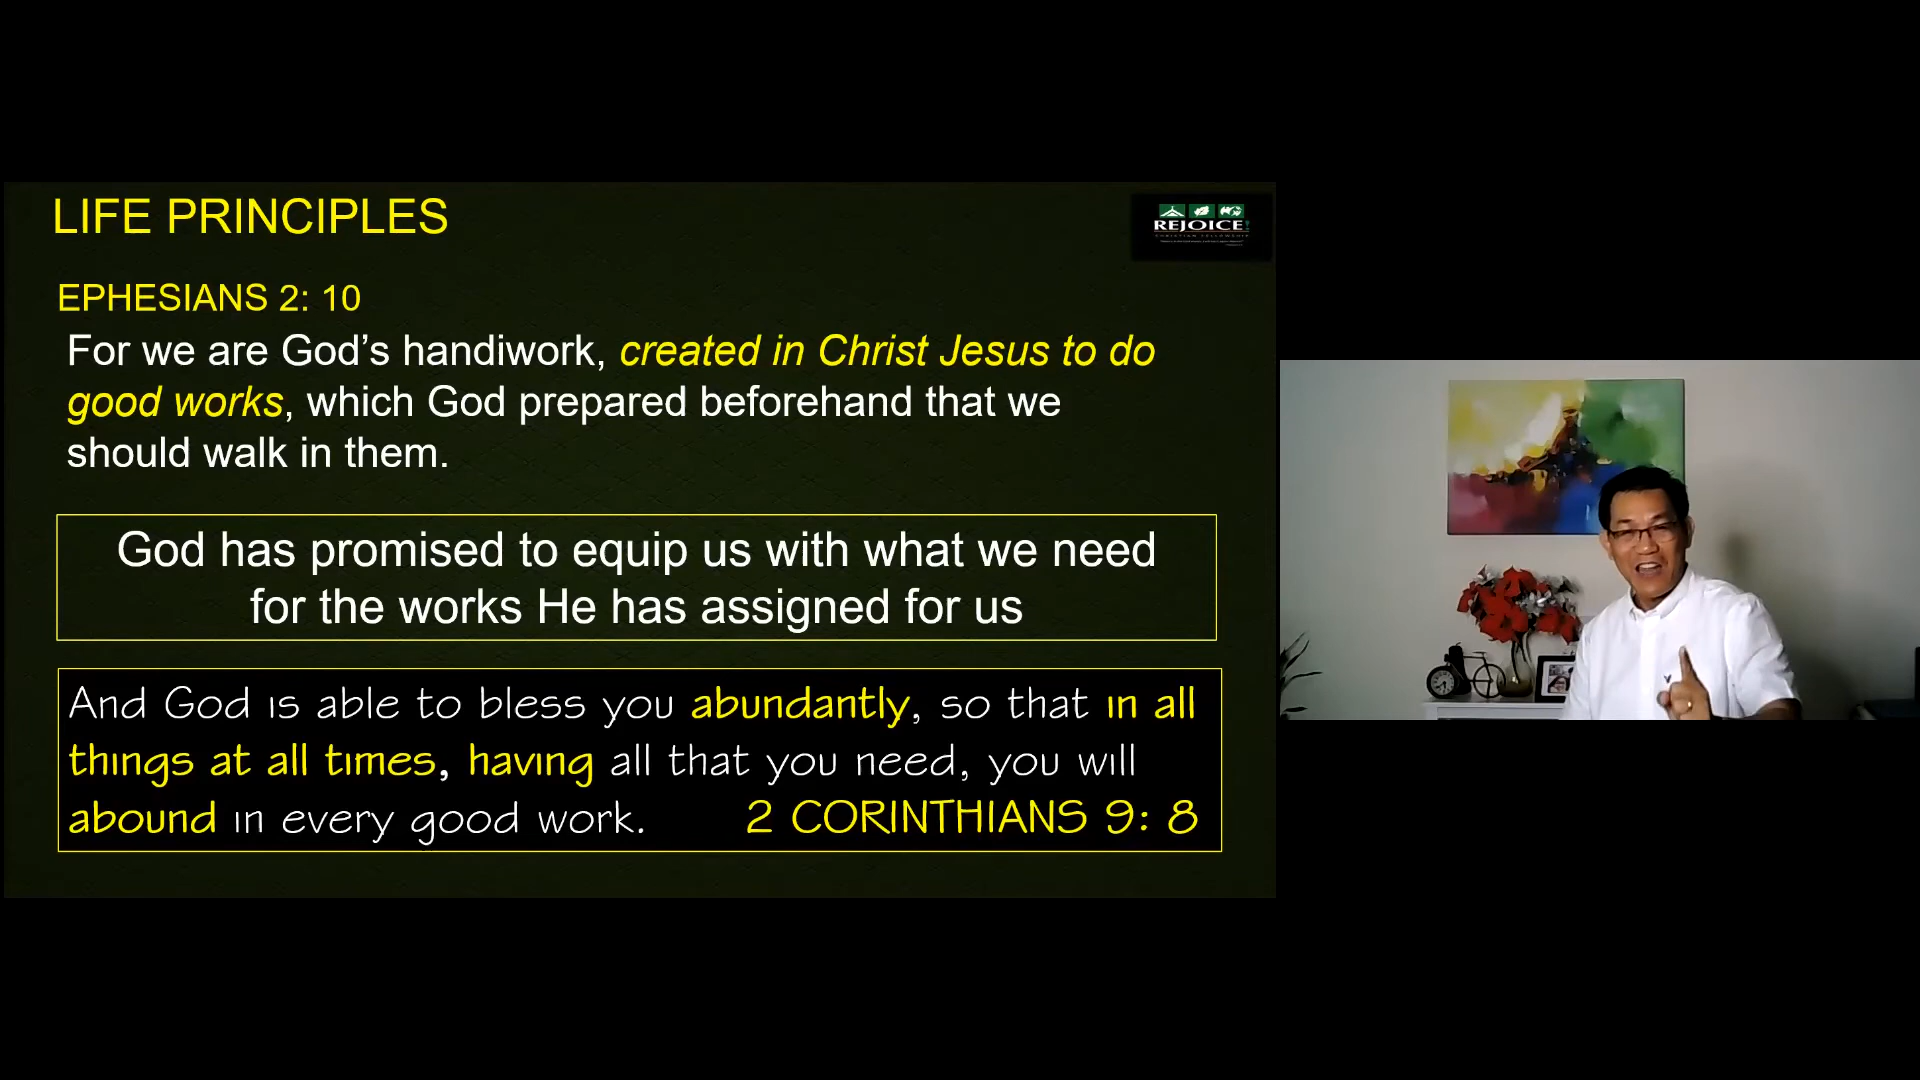 LIFE PRINCIPLES
REJOICE!
EPHESIANS 2: 10
For we are God’s handiwork, created in Christ Jesus to do
good works, which God prepared beforehand that we
should walk in them.
God has promised to equip us with what we need
for the works He has assigned for us
And God is able to bless you abundantly, so that in all
things at all times, having all that you need, you will
abound in every good work. 2 CORINTHIANS 9: 8